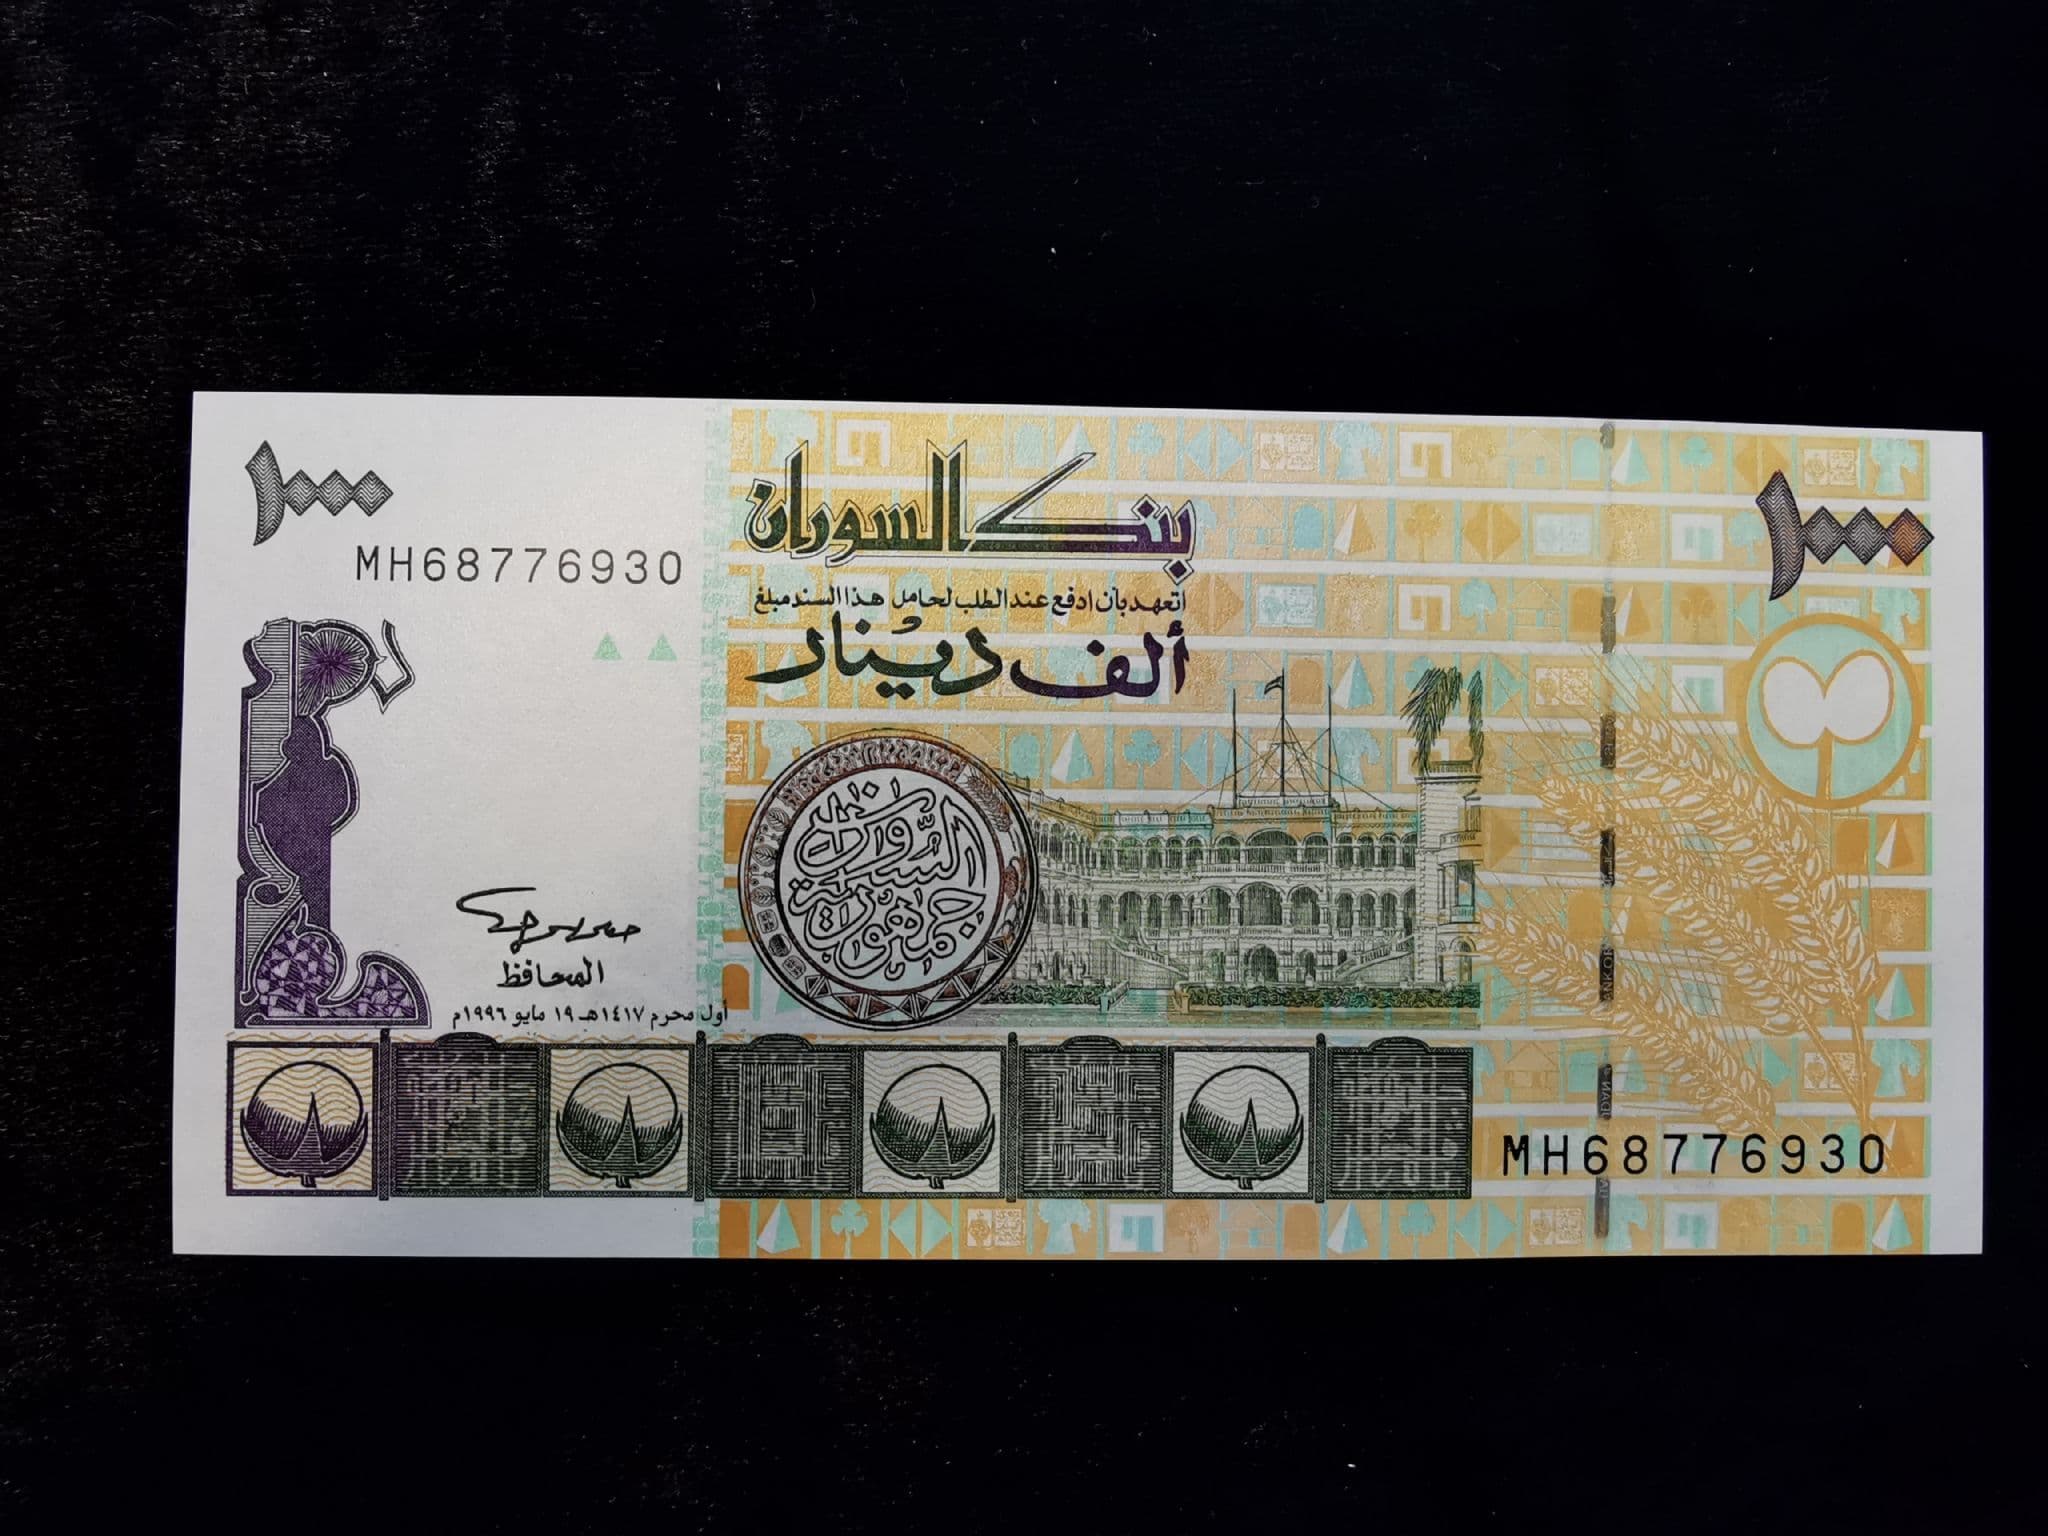 ١٠٠٠
١٠٠٠
بنك السودان
MH68776930
اتعهد بان ادفع عند الطلب لحامل هذا السند مبلغ
ألف دينار
جمهورية السودان
المحافظ
أول محرم ١٤١٧هـ ١٩ مايو ١٩٩٦م
MH68776930